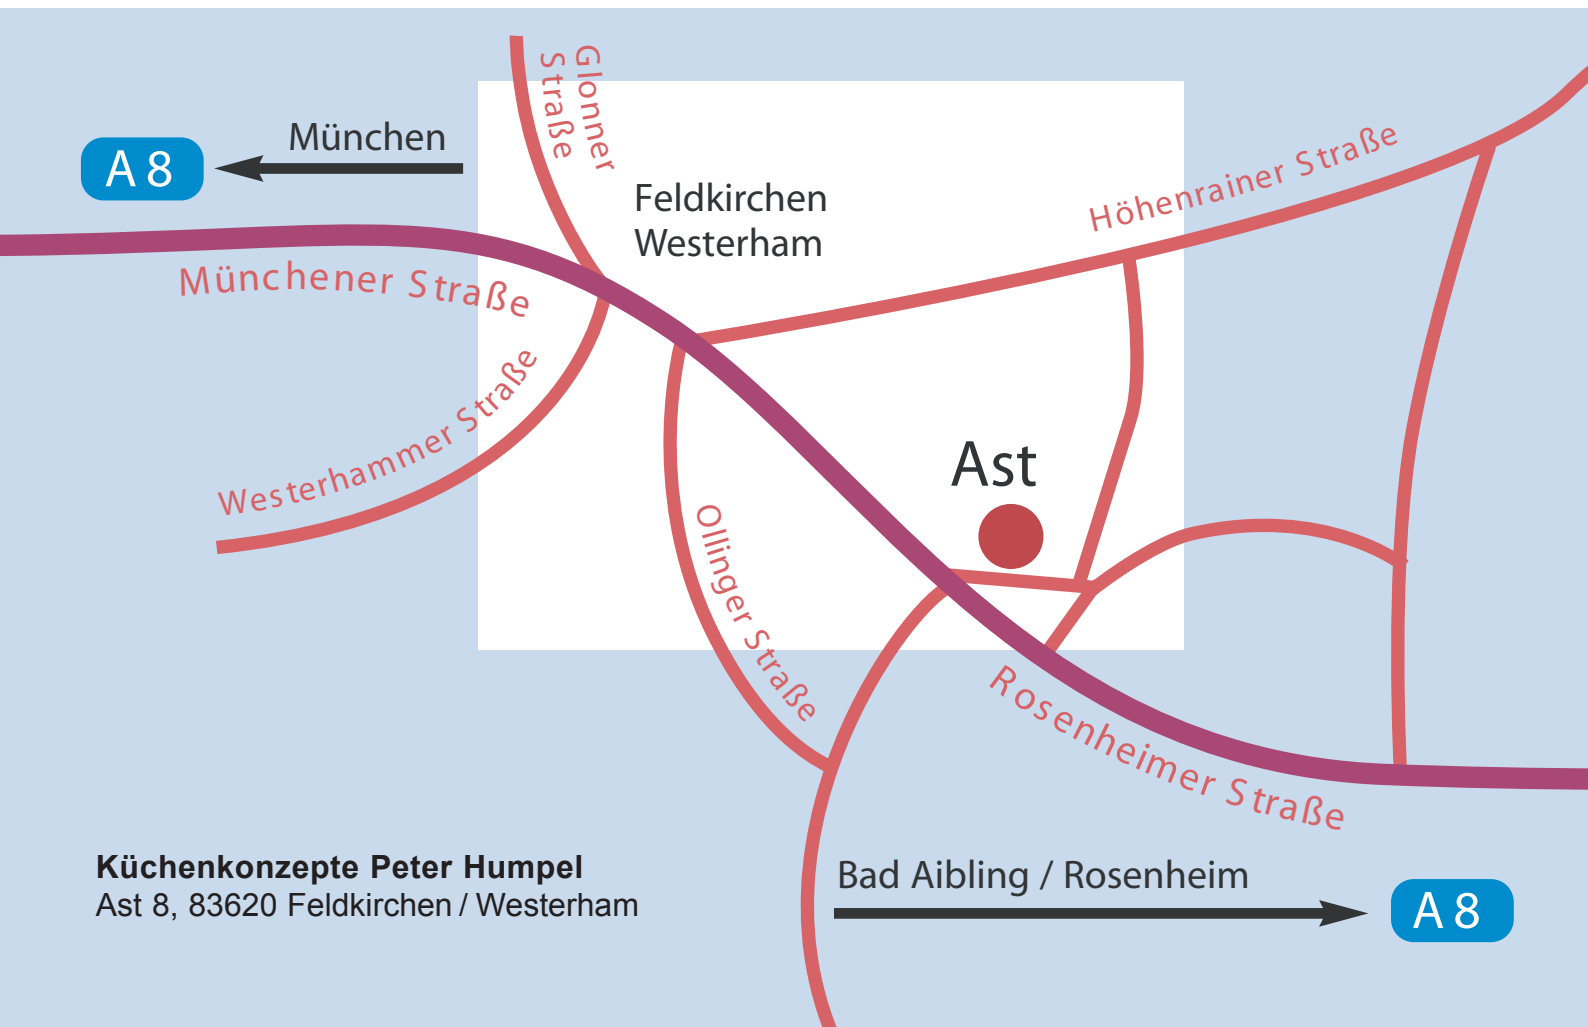 Glonner
Straße
München
A 8
Feldkirchen
Westerham
Höhenrainer Straße
Münchener Straße
Westerhammer Straße
Ast
Ollinger Straße
Rosenheimer Straße
Küchenkonzepte Peter Humpel
Ast 8, 83620 Feldkirchen / Westerham
Bad Aibling / Rosenheim
A 8